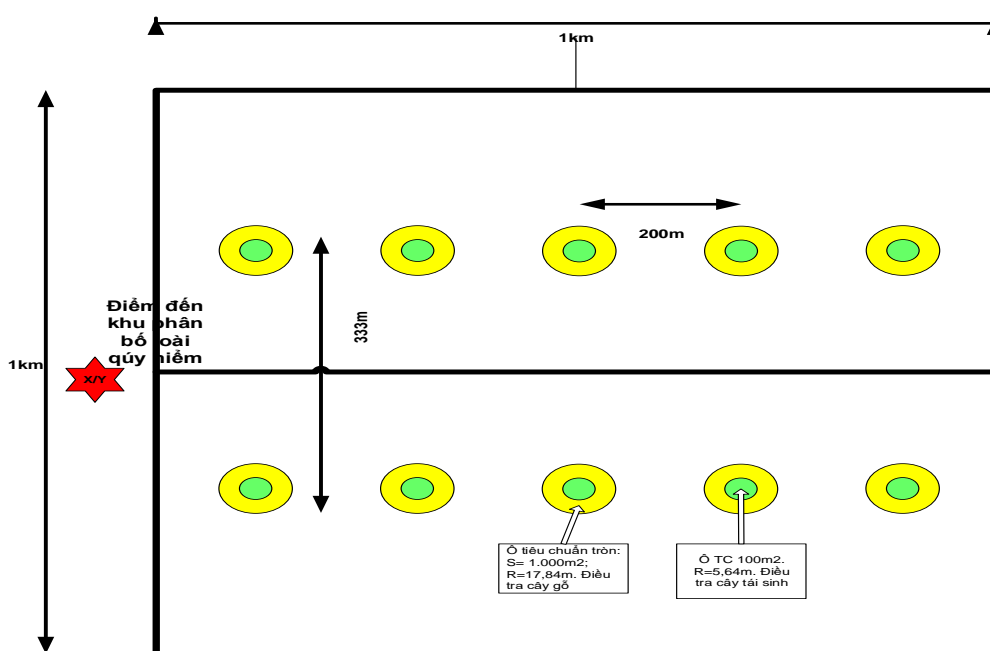 1km
200m
333m
Điểm đến
khu phân
bố loài
qúy hiểm
1km
X/Y
Ô tiêu chuẩn tròn:
S= 1.000m2;
R=17,84m. Điều
tra cây gỗ
Ô TC 100m2.
R=5,64m. Điều
tra cây tái sinh